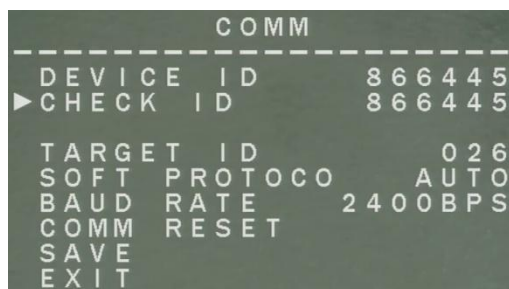 COMM
DEVICE ID 866445
CHECK ID 866445
TARGET ID 026
SOFT PROTOCO AUTO
BAUD RATE 2400BPS
COMM RESET
SAVE
EXIT